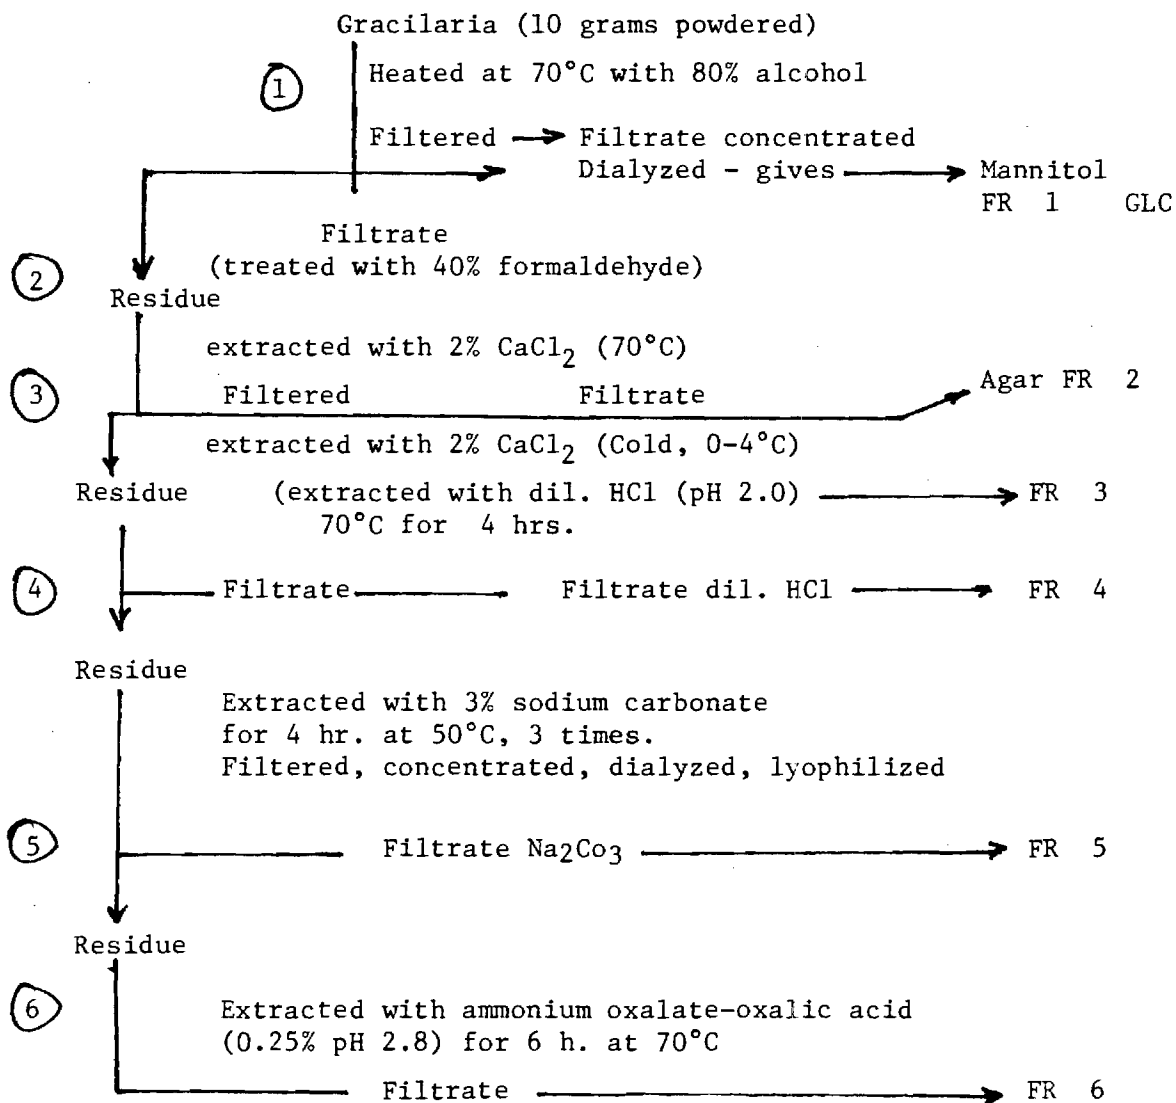 Gracilaria (10 grams powdered)
1
Heated at 70°C with 80% alcohol
Filtered Filtrate concentrated
Dialyzed - gives Mannitol
FR 1 GLC
Filtrate
(treated with 40% formaldehyde)
2
Residue
extracted with 2% CaCl2 (70°C)
3
Filtered Filtrate Agar FR 2
extracted with 2% CaCl2 (Cold, 0-4°C)
Residue (extracted with dil. HCl (pH 2.0) FR 3
70°C for 4 hrs.
4
Filtrate Filtrate dil. HCl FR 4
Residue
Extracted with 3% sodium carbonate
for 4 hr. at 50°C, 3 times.
Filtered, concentrated, dialyzed, lyophilized
5
Filtrate Na2Co3 FR 5
Residue
6
Extracted with ammonium oxalate-oxalic acid
(0.25% pH 2.8) for 6 h. at 70°C
Filtrate FR 6